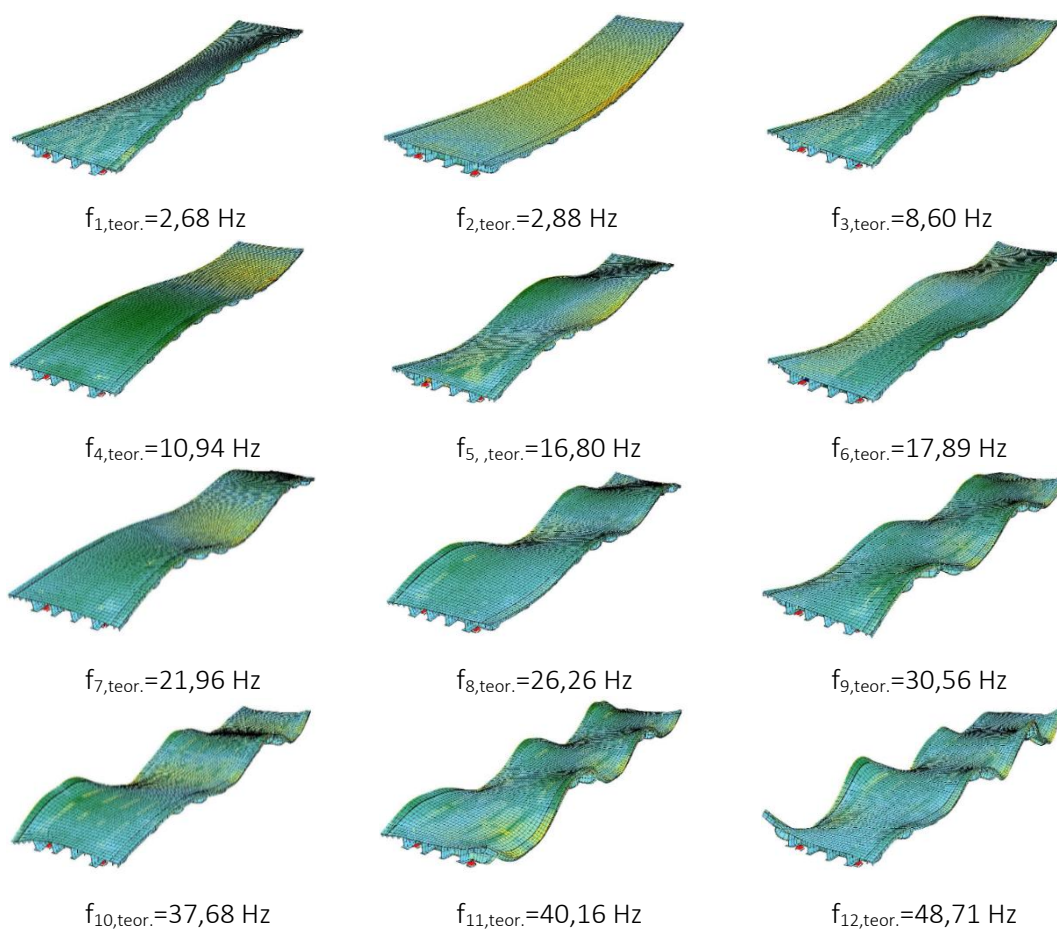 f1,teor.=2,68 Hz
f2,teor.=2,88 Hz
f3,teor.=8,60 Hz
f4,teor.=10,94 Hz
f5, ,teor.=16,80 Hz
f6,teor.=17,89 Hz
f7,teor.=21,96 Hz
f8,teor.=26,26 Hz
f9,teor.=30,56 Hz
f10,teor.=37,68 Hz
f11,teor.=40,16 Hz
f12,teor.=48,71 Hz